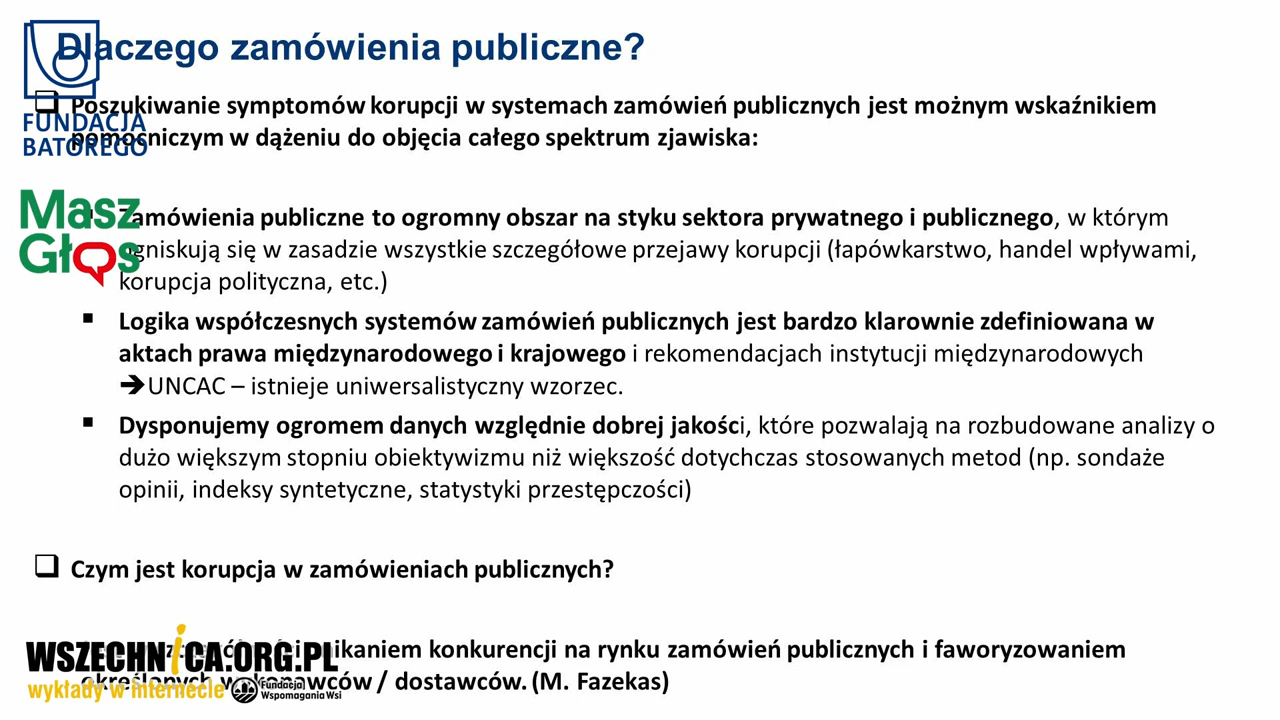 Dlaczego zamówienia publiczne?
❑ Poszukiwanie symptomów korupcji w systemach zamówień publicznych jest możnym wskaźnikiem
pomocniczym w dążeniu do objęcia całego spektrum zjawiska:
FUNDACJA
BATOREGO
Masz
Głos
▪ Zamówienia publiczne to ogromny obszar na styku sektora prywatnego i publicznego, w którym
ogniskują się w zasadzie wszystkie szczegółowe przejawy korupcji (łapówkarstwo, handel wpływami,
korupcja polityczna, etc.)
▪ Logika współczesnych systemów zamówień publicznych jest bardzo klarownie zdefiniowana w
aktach prawa międzynarodowego i krajowego i rekomendacjach instytucji międzynarodowych
➔UNCAC – istnieje uniwersalistyczny wzorzec.
▪ Dysponujemy ogromem danych względnie dobrej jakości, które pozwalają na rozbudowane analizy o
dużo większym stopniu obiektywizmu niż większość dotychczas stosowanych metod (np. sondaże
opinii, indeksy syntetyczne, statystyki przestępczości)
❑ Czym jest korupcja w zamówieniach publicznych?
konkurencji na rynku zamówień publicznych i faworyzowaniem
określonych wykonawców / dostawców. (M. Fazekas)
WSZECHNiCA.ORG.PL
wykłady w internecie
Fundacja
Wspomagania Wsi